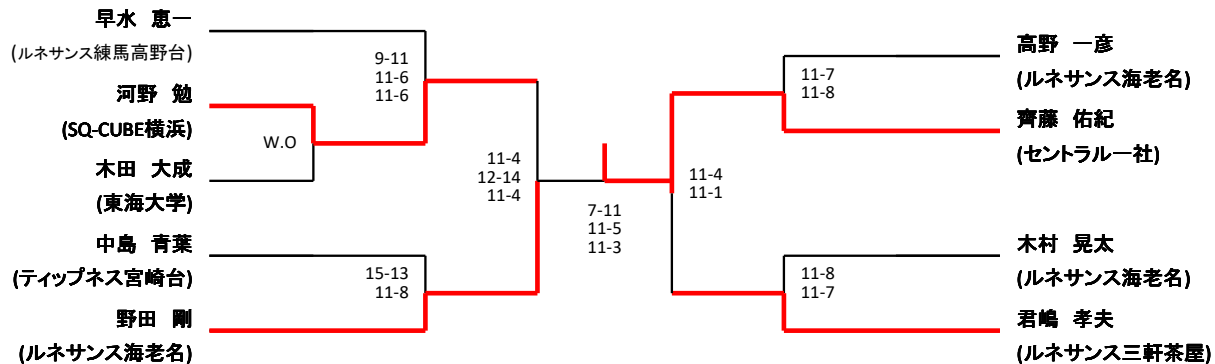 早水 恵一
(ルネサンス練馬高野台)
9-11
11-6
11-6
河野 勉
(SQ-CUBE横浜)
W.O
木田 大成
(東海大学)
11-4
12-14
11-4
中島 青葉
(ティップネス宮崎台)
15-13
11-8
野田 剛
(ルネサンス海老名)
7-11
11-5
11-3
高野 一彦
(ルネサンス海老名)
11-7
11-8
齊藤 佑紀
(セントラル一社)
11-4
11-1
木村 晃太
(ルネサンス海老名)
11-8
11-7
君嶋 孝夫
(ルネサンス三軒茶屋)